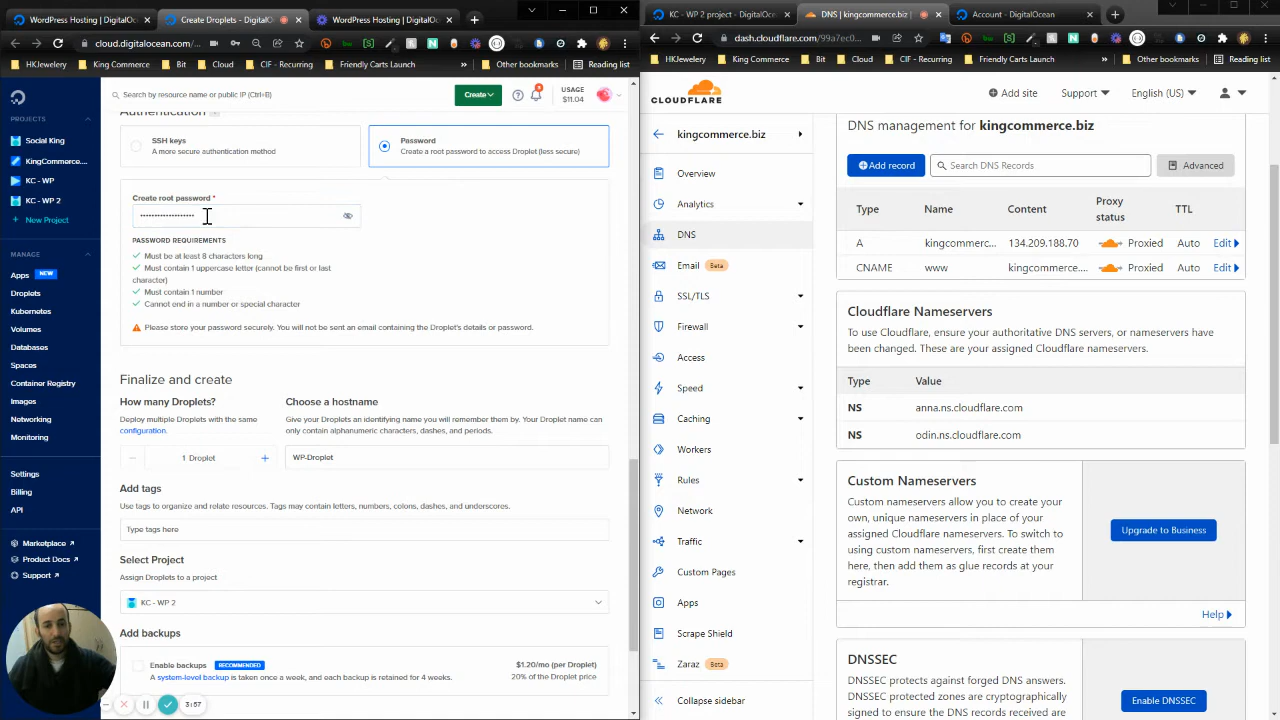 WordPress Hosting | DigitalO
Create Droplets - DigitalO
WordPress Hosting | DigitalOc
cloud.digitalocean.com/
HKJewelery
King Commerce
Bit
Cloud
CIF - Recurring
Friendly Carts Launch
Other bookmarks
Reading list
PROJECTS
Social King
KingCommerce....
KC - WP
KC - WP 2
New Project
MANAGE
Apps NEW
Droplets
Kubernetes
Volumes
Databases
Spaces
Container Registry
Images
Networking
Monitoring
Settings
Billing
API
Marketplace
Product Docs
Support
Search by resource name or public IP (Ctrl+B)
Create
USAGE
$11.04
Authentication
SSH keys
A more secure authentication method
Password
Create a root password to access Droplet (less secure)
Create root password *
PASSWORD REQUIREMENTS
Must be at least 8 characters long
Must contain 1 uppercase letter (cannot be first or last
character)
Must contain 1 number
Cannot end in a number or special character
Please store your password securely. You will not be sent an email containing the Droplet's details or password.
Finalize and create
How many Droplets?
Deploy multiple Droplets with the same
configuration.
1 Droplet
Choose a hostname
Give your Droplets an identifying name you will remember them by. Your Droplet name can
only contain alphanumeric characters, dashes, and periods.
WP-Droplet
Add tags
Use tags to organize and relate resources. Tags may contain letters, numbers, colons, dashes, and underscores.
Type tags here
Select Project
Assign Droplets to a project
KC - WP 2
Add backups
Enable backups RECOMMENDED
A system-level backup is taken once a week, and each backup is retained for 4 weeks.
$1.20/mo (per Droplet)
20% of the Droplet price
3:57
KC - WP 2 project - DigitalOcea
DNS | kingcommerce.biz |
Account - DigitalOcean
dash.cloudflare.com/99a7ec0...
HKJewelery
King Commerce
Bit
Cloud
CIF - Recurring
Friendly Carts Launch
Other bookmarks
Reading list
CLOUDFLARE
Add site
Support
English (US)
kingcommerce.biz
Overview
Analytics
DNS
Email Beta
SSL/TLS
Firewall
Access
Speed
Caching
Workers
Rules
Network
Traffic
Custom Pages
Apps
Scrape Shield
Zaraz Beta
Collapse sidebar
DNS management for kingcommerce.biz
Add record
Search DNS Records
Advanced
Type Name Content Proxy status TTL
A kingcommerc... 134.209.188.70 Proxied Auto Edit
CNAME www kingcommerce... Proxied Auto Edit
Cloudflare Nameservers
To use Cloudflare, ensure your authoritative DNS servers, or nameservers have
been changed. These are your assigned Cloudflare nameservers.
Type Value
NS anna.ns.cloudflare.com
NS odin.ns.cloudflare.com
Custom Nameservers
Custom nameservers allow you to create your
own, unique nameservers in place of your
assigned Cloudflare nameservers. To switch to
using custom nameservers, first create them
here, then add them as glue records at your
registrar.
Upgrade to Business
Help
DNSSEC
DNSSEC protects against forged DNS answers.
DNSSEC protected zones are cryptographically
signed to ensure the DNS records received are
Enable DNSSEC